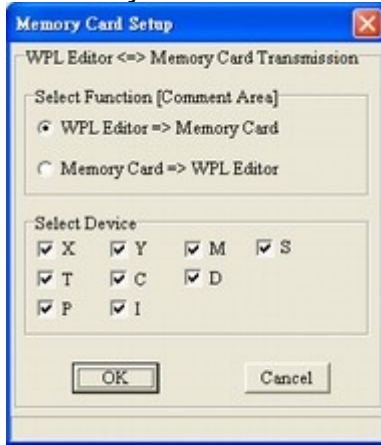 Memory Card Setup
WPL Editor <=> Memory Card Transmission
Select Function [Comment Area]
WPL Editor => Memory Card
Memory Card => WPL Editor
Select Device
X Y M S
T C D
P I
OK Cancel